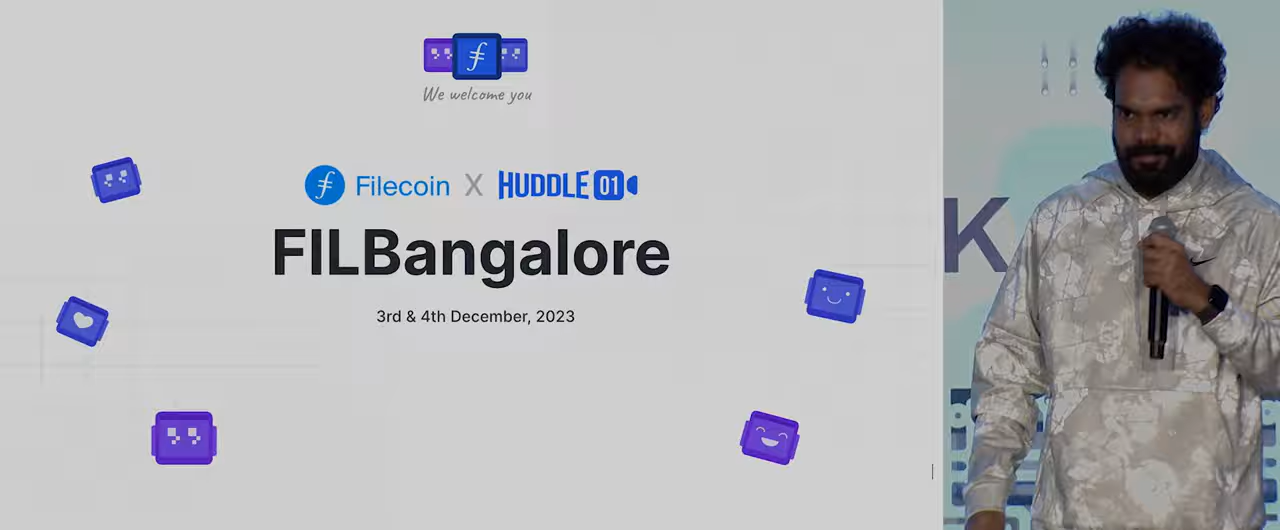 We welcome you
Filecoin X HUDDLE 01
FILBangalore
3rd & 4th December, 2023
K